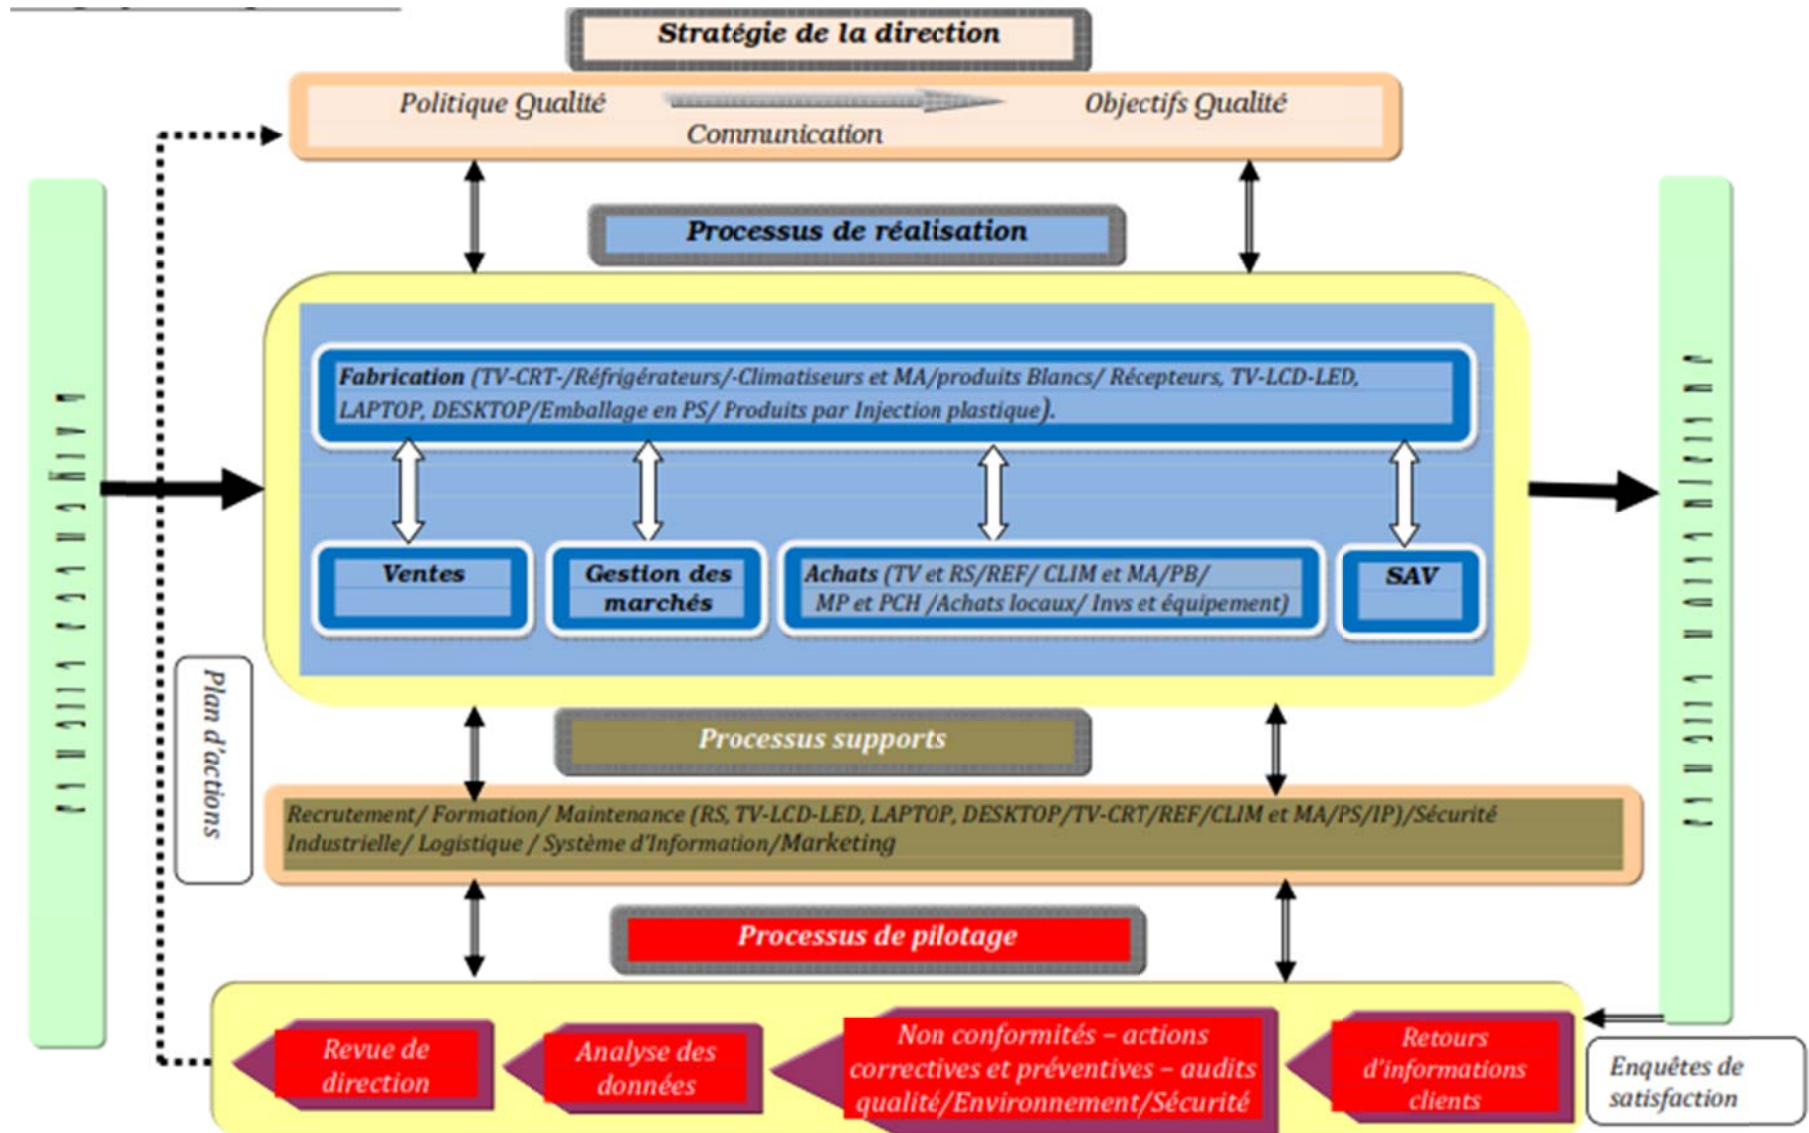 Stratégie de la direction
Politique Qualité
Objectifs Qualité
Communication
Processus de réalisation
Fabrication (TV-CRT-/Réfrigérateurs/-Climatiseurs et MA/produits Blancs/ Récepteurs, TV-LCD-LED,
LAPTOP, DESKTOP/Emballage en PS/ Produits par Injection plastique).
Ventes
Gestion des
marchés
Achats (TV et RS/REF/ CLIM et MA/PB/
MP et PCH /Achats locaux/ Invs et équipement)
SAV
Plan d'actions
Processus supports
Recrutement/ Formation/ Maintenance (RS, TV-LCD-LED, LAPTOP, DESKTOP/TV-CRT/REF/CLIM et MA/PS/IP)/Sécurité
Industrielle/ Logistique / Système d'Information/Marketing
Processus de pilotage
Revue de
direction
Analyse des
données
Non conformités – actions
correctives et préventives – audits
qualité/Environnement/Sécurité
Retours
d'informations
clients
Enquêtes de
satisfaction